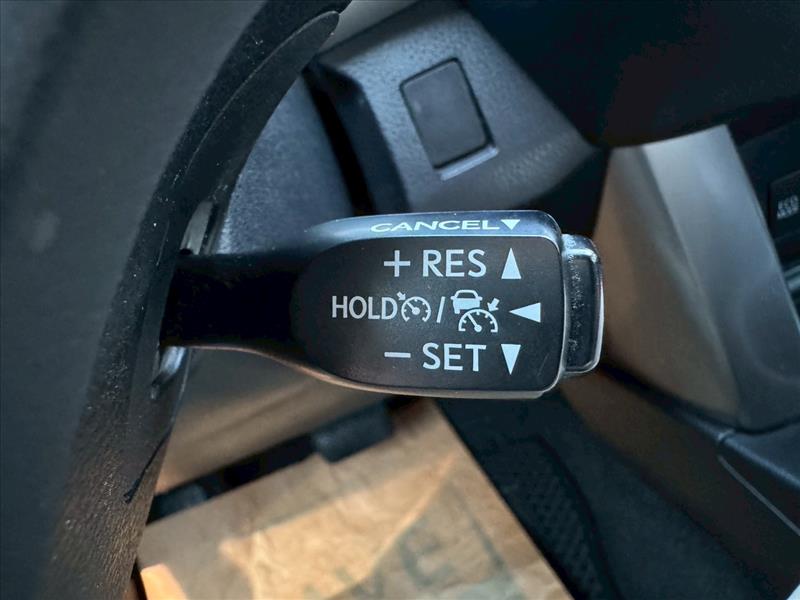 CANCEL▼
+ RES ▲
HOLD / ◄
− SET ▼